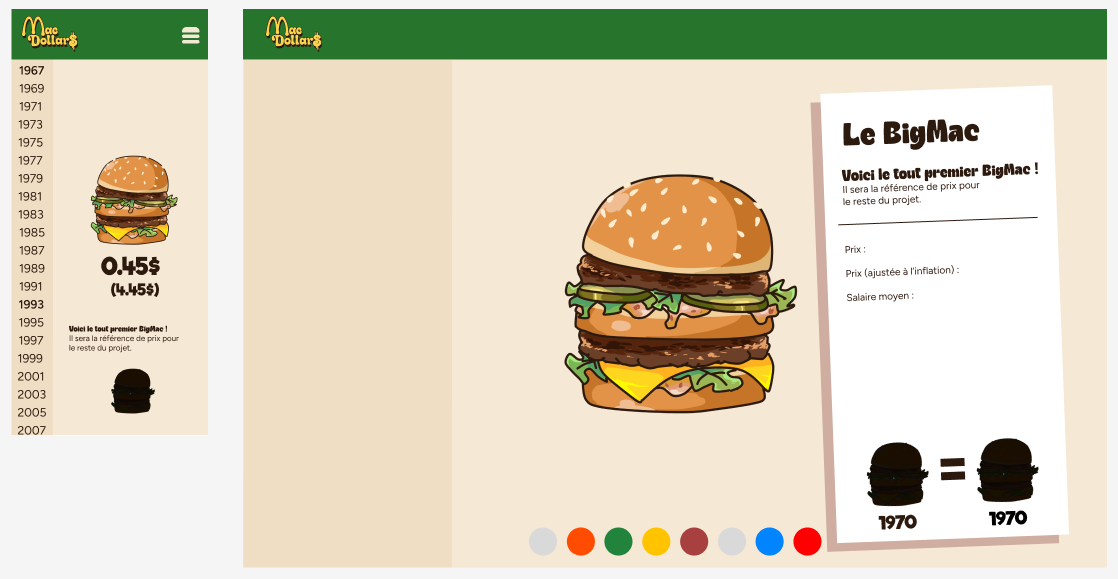 Mac
Dollar$
1967
1969
1971
1973
1975
1977
1979
1981
1983
1985
1987
1989
1991
1993
1995
1997
1999
2001
2003
2005
2007
0.45$
(4.45$)
Voici le tout premier BigMac !
Il sera la référence de prix pour
le reste du projet.
Mac
Dollar$
Le BigMac
Voici le tout premier BigMac !
Il sera la référence de prix pour
le reste du projet.
Prix :
Prix (ajustée à l'inflation) :
Salaire moyen :
=
1970
1970